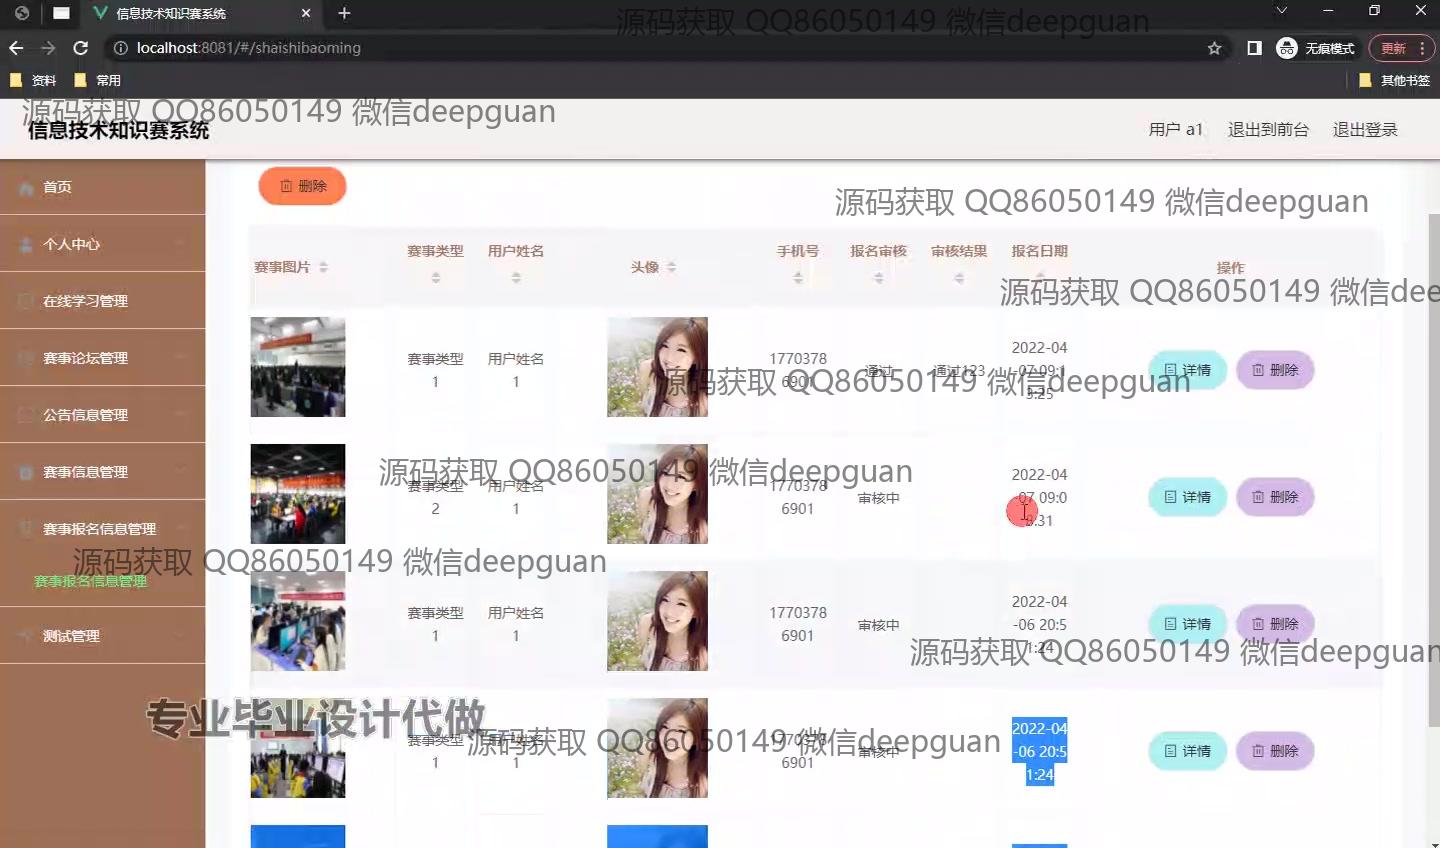 信息技术知识赛系统
源码获取 QQ86050149 微信deepguan
localhost:8081/#/shaishibaoming
无痕模式
更新
资料
常用
其他书签
源码获取 QQ86050149 微信deepguan
信息技术知识赛系统
用户 a1
退出到前台
退出登录
首页
删除
源码获取 QQ86050149 微信deepguan
个人中心
赛事图片
赛事类型
用户姓名
头像
手机号
报名审核
审核结果
报名日期
操作
源码获取 QQ86050149 微信dee
在线学习管理
赛事论坛管理
赛事类型
1
用户姓名
1
1770378
6901
通过
通过123
2022-04
-07 09:1
3:25
详情
删除
源码获取 QQ86050149 微信deepguan
公告信息管理
赛事信息管理
源码获取 QQ86050149 微信deepguan
赛事类型
2
用户姓名
1
1770378
6901
审核中
2022-04
-07 09:0
:31
详情
删除
赛事报名信息管理
源码获取 QQ86050149 微信deepguan
赛事报名信息管理
测试管理
赛事类型
1
用户姓名
1
1770378
6901
审核中
2022-04
-06 20:5
1:24
详情
删除
源码获取 QQ86050149 微信deepguan
专业毕业设计代做
源码获取 QQ86050149 微信deepguan
赛事类型
1
用户姓名
1
1770378
6901
审核中
2022-04
-06 20:5
1:24
详情
删除